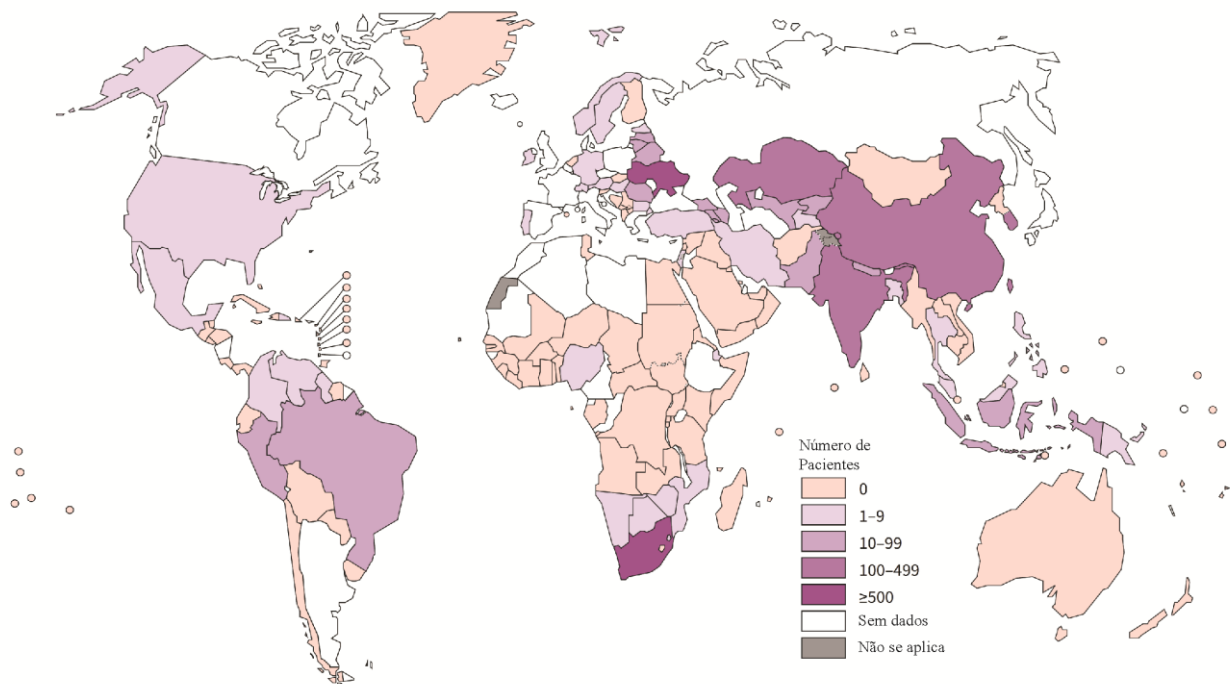 Número de
Pacientes
0
1–9
10–99
100–499
≥500
Sem dados
Não se aplica